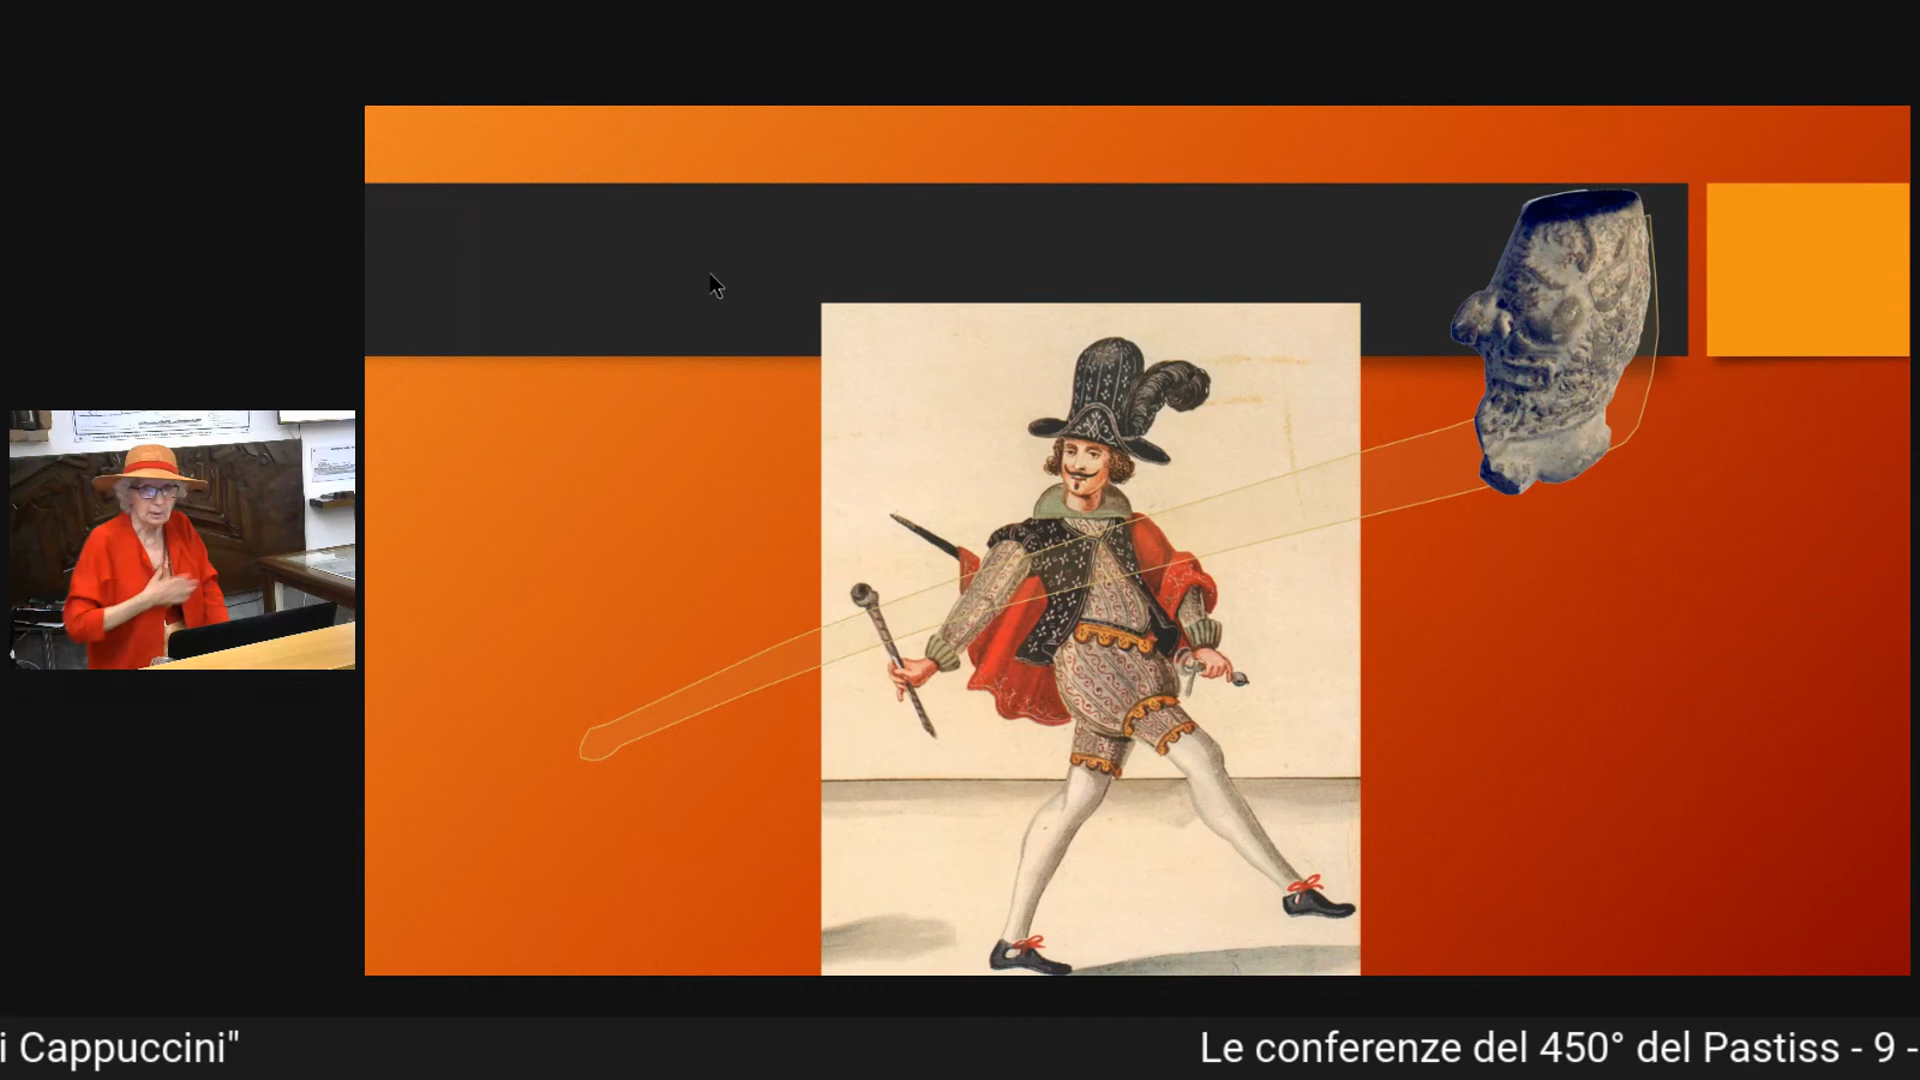 i Cappuccini"
Le conferenze del 450° del Pastiss - 9 -